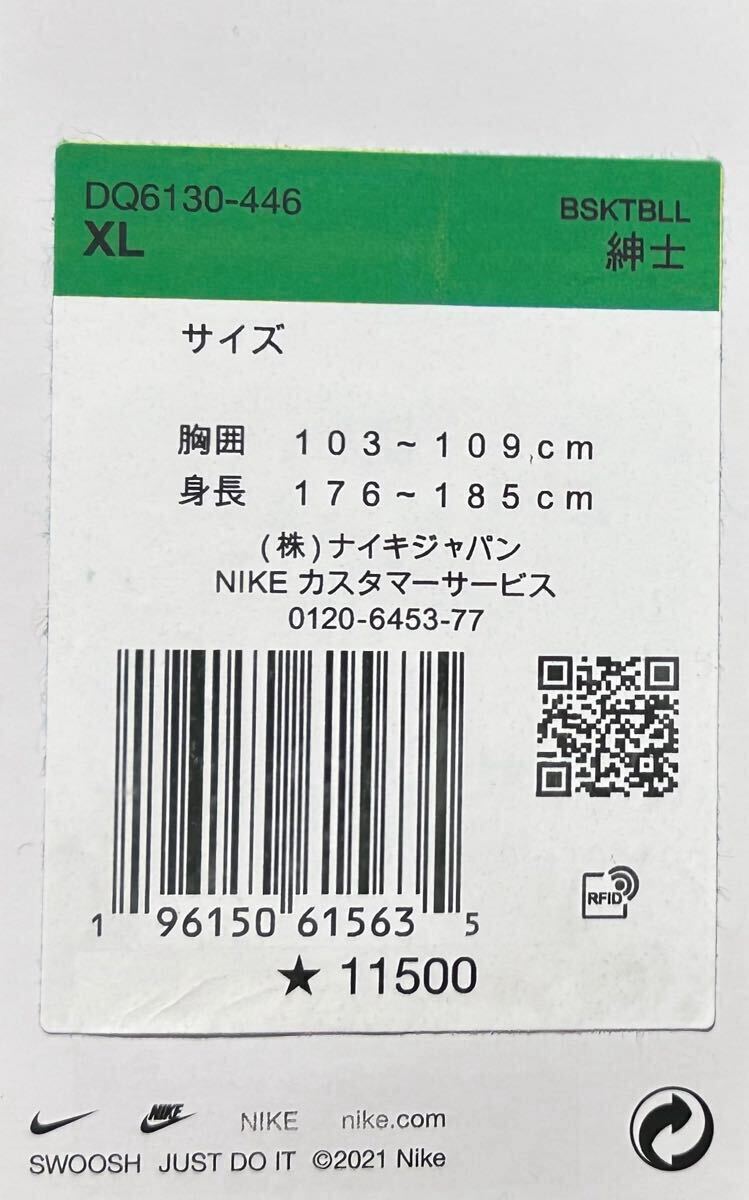 DQ6130-446
XL
BSKTBLL
紳士
サイズ
胸囲 103~109cm
身長 176~185cm
(株)ナイキジャパン
NIKE カスタマーサービス
0120-6453-77
RFID
1 96150 61563 5
★ 11500
NIKE NIKE nike.com
SWOOSH JUST DO IT ©2021 Nike